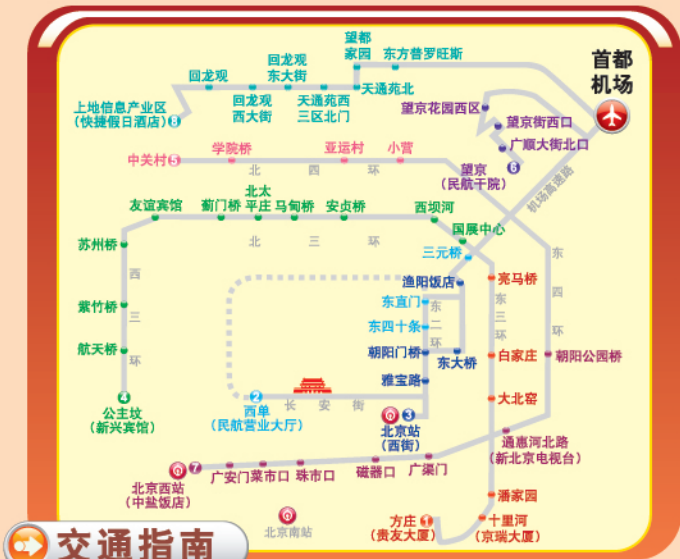 望都
家园
东方普罗旺斯
首都
机场
回龙观
东大街
回龙观
天通苑北
回龙观
西大街
天通苑西
三区北门
上地信息产业区
(快捷假日酒店)
8
望京花园西区
望京街西口
广顺大街北口
望京
(民航干院)
6
机场高速路
中关村
5
学院桥
亚运村
小营
北 四 环
友谊宾馆
蓟门桥
北太
平庄
马甸桥
安贞桥
西坝河
国展中心
北 三 环
苏州桥
西三环
紫竹桥
航天桥
4
公主坟
(新兴宾馆)
三元桥
渔阳饭店
亮马桥
东四环
东直门
东二环
东三环
东四十条
朝阳门桥
东大桥
白家庄
朝阳公园桥
雅宝路
2
西单
(民航营业大厅)
长 安 街
3
北京站
(西街)
大北窑
通惠河北路
(新北京电视台)
7
北京西站
(中盐饭店)
广安门
菜市口
珠市口
磁器口
广渠门
潘家园
北京南站
方庄
(贵友大厦)
1
十里河
(京瑞大厦)
交通指南